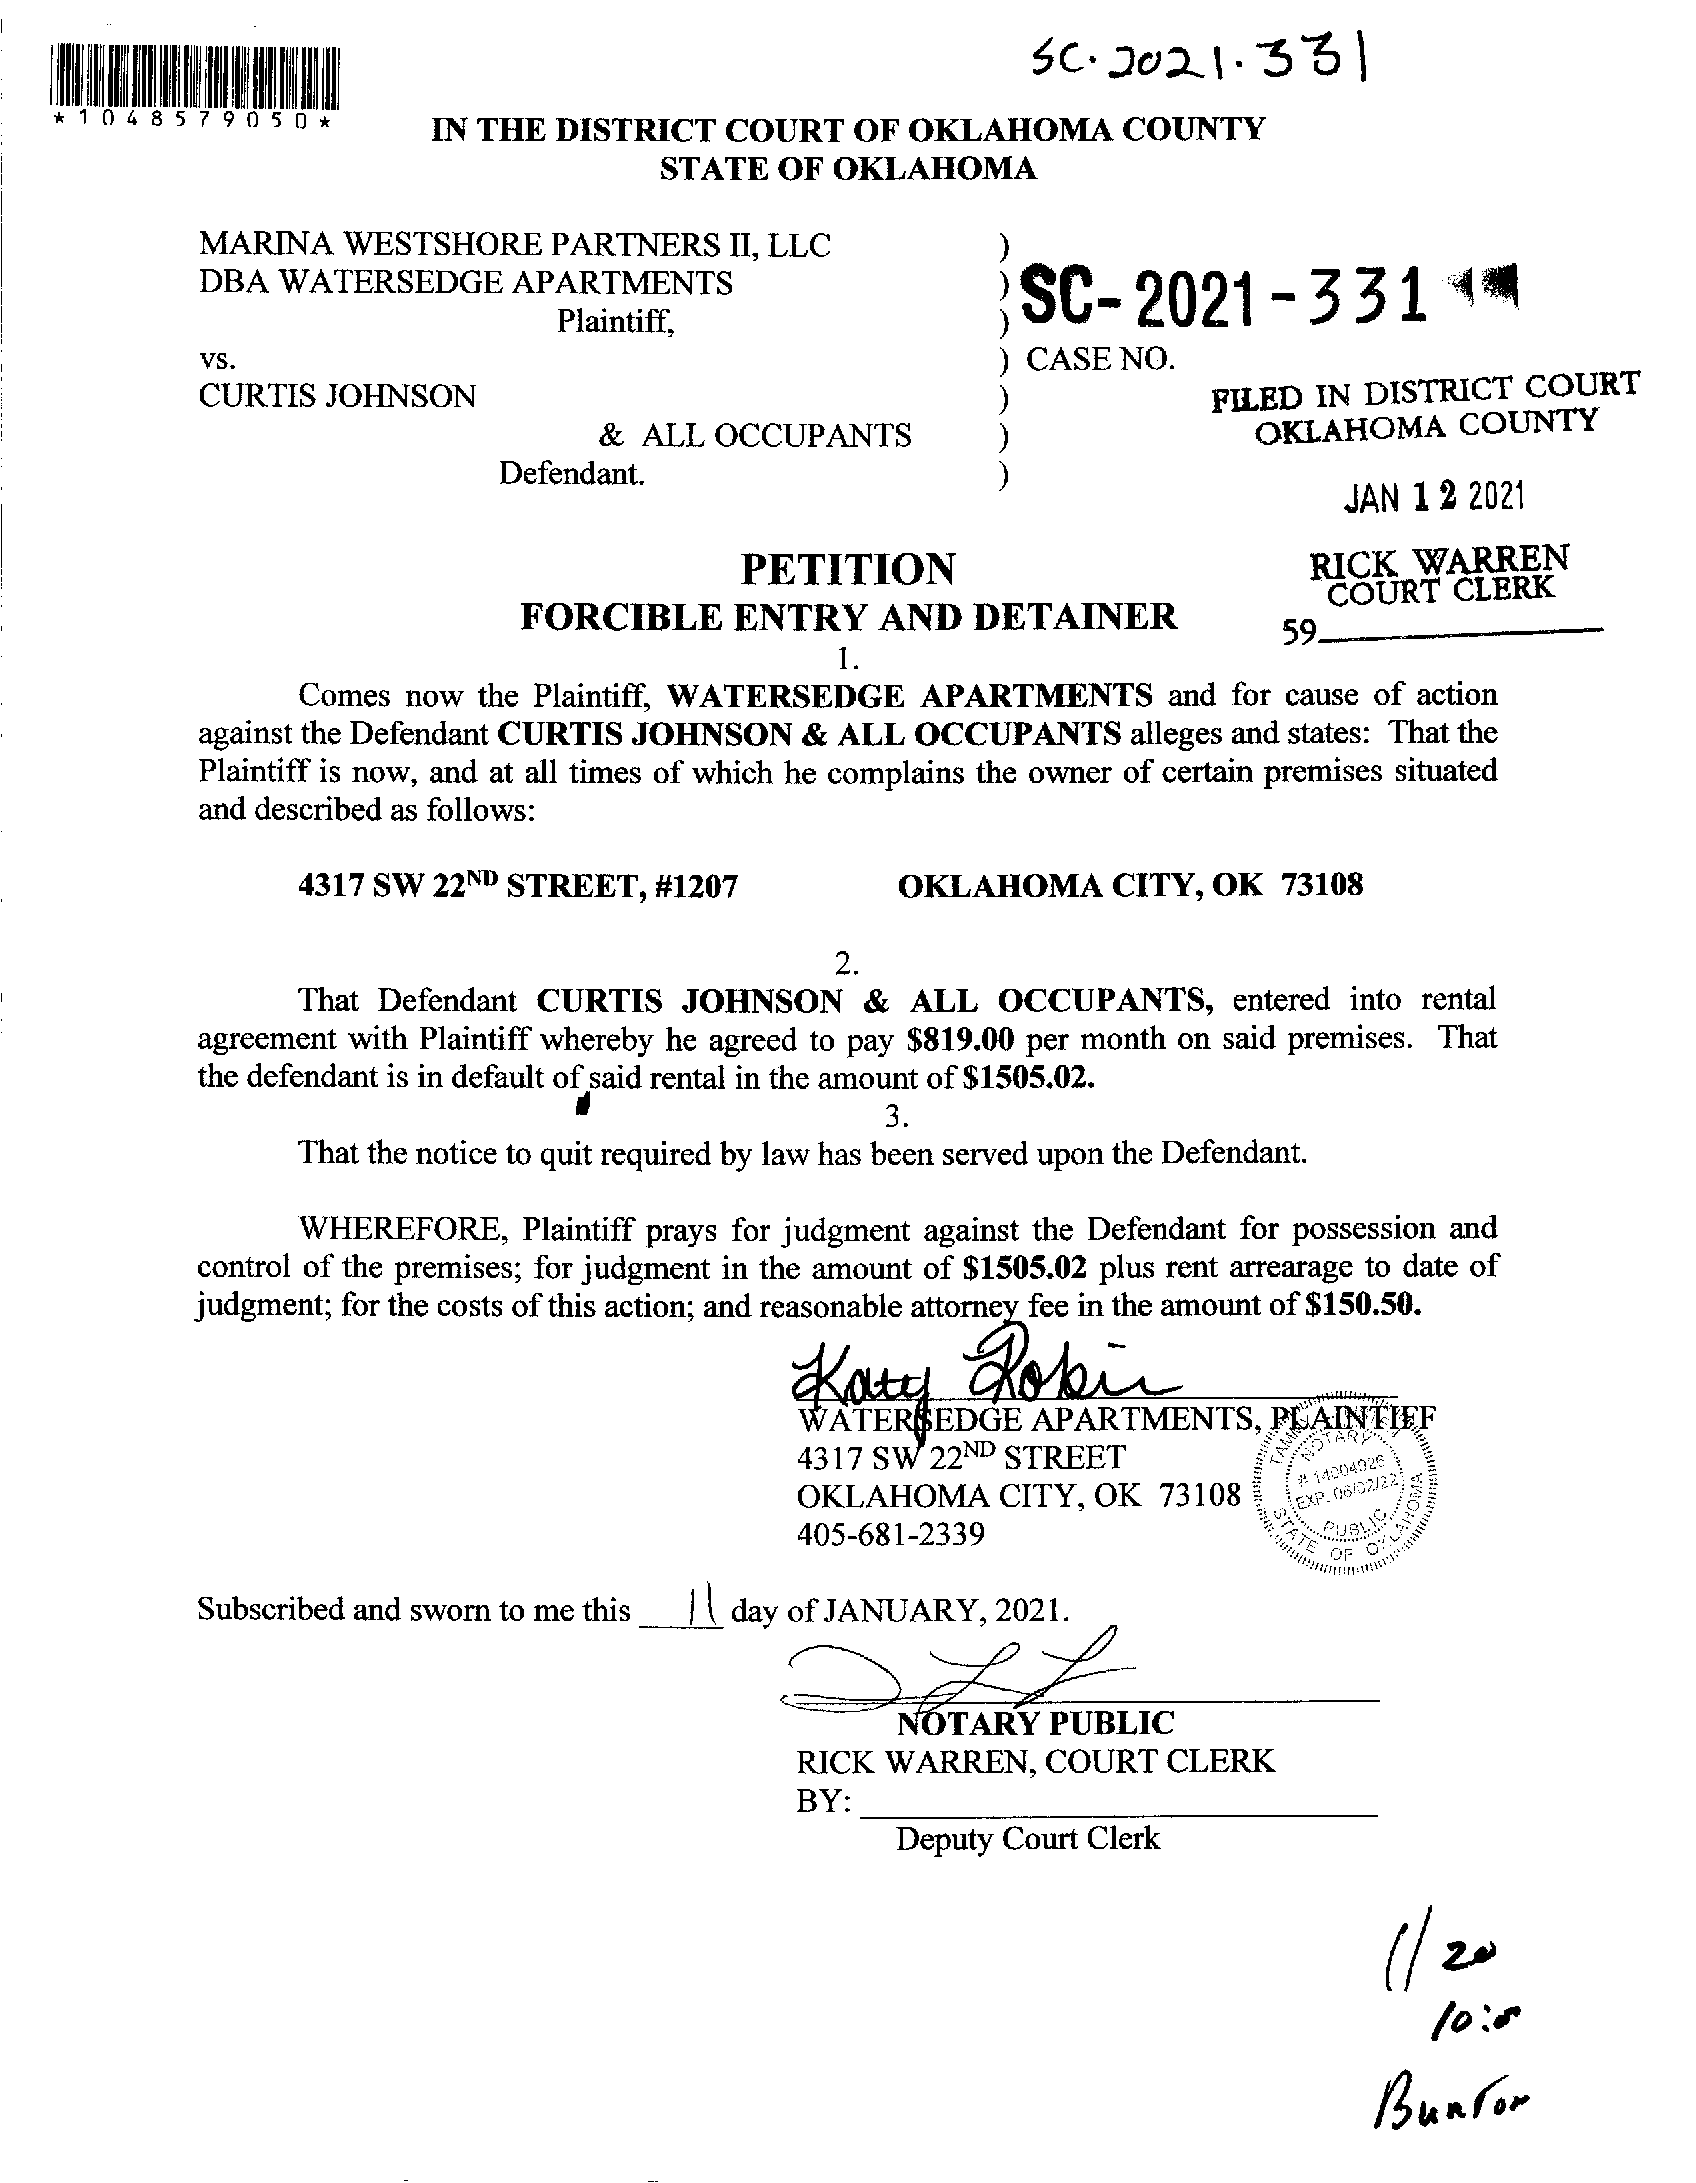 SC.2021.331
*1048579050*
IN THE DISTRICT COURT OF OKLAHOMA COUNTY
STATE OF OKLAHOMA
MARINA WESTSHORE PARTNERS II, LLC )
DBA WATERSEDGE APARTMENTS ) SC-2021-331
Plaintiff, )
vs. ) CASE NO.
CURTIS JOHNSON )
& ALL OCCUPANTS )
Defendant. )
FILED IN DISTRICT COURT
OKLAHOMA COUNTY
JAN 12 2021
RICK WARREN
COURT CLERK
59
PETITION
FORCIBLE ENTRY AND DETAINER
1.
Comes now the Plaintiff, WATERSEDGE APARTMENTS and for cause of action
against the Defendant CURTIS JOHNSON & ALL OCCUPANTS alleges and states: That the
Plaintiff is now, and at all times of which he complains the owner of certain premises situated
and described as follows:
4317 SW 22ND STREET, #1207 OKLAHOMA CITY, OK 73108
2.
That Defendant CURTIS JOHNSON & ALL OCCUPANTS, entered into rental
agreement with Plaintiff whereby he agreed to pay $819.00 per month on said premises. That
the defendant is in default of said rental in the amount of $1505.02.
3.
That the notice to quit required by law has been served upon the Defendant.
WHEREFORE, Plaintiff prays for judgment against the Defendant for possession and
control of the premises; for judgment in the amount of $1505.02 plus rent arrearage to date of
judgment; for the costs of this action; and reasonable attorney fee in the amount of $150.50.
Katy Robin
WATERSEDGE APARTMENTS, PLAINTIFF
4317 SW 22ND STREET
OKLAHOMA CITY, OK 73108
405-681-2339
NOTARY
# 14004926
EXP. 06/02/22
PUBLIC
STATE OF OKLAHOMA
Subscribed and sworn to me this 11 day of JANUARY, 2021.
NOTARY PUBLIC
RICK WARREN, COURT CLERK
BY:
Deputy Court Clerk
1/20
10: